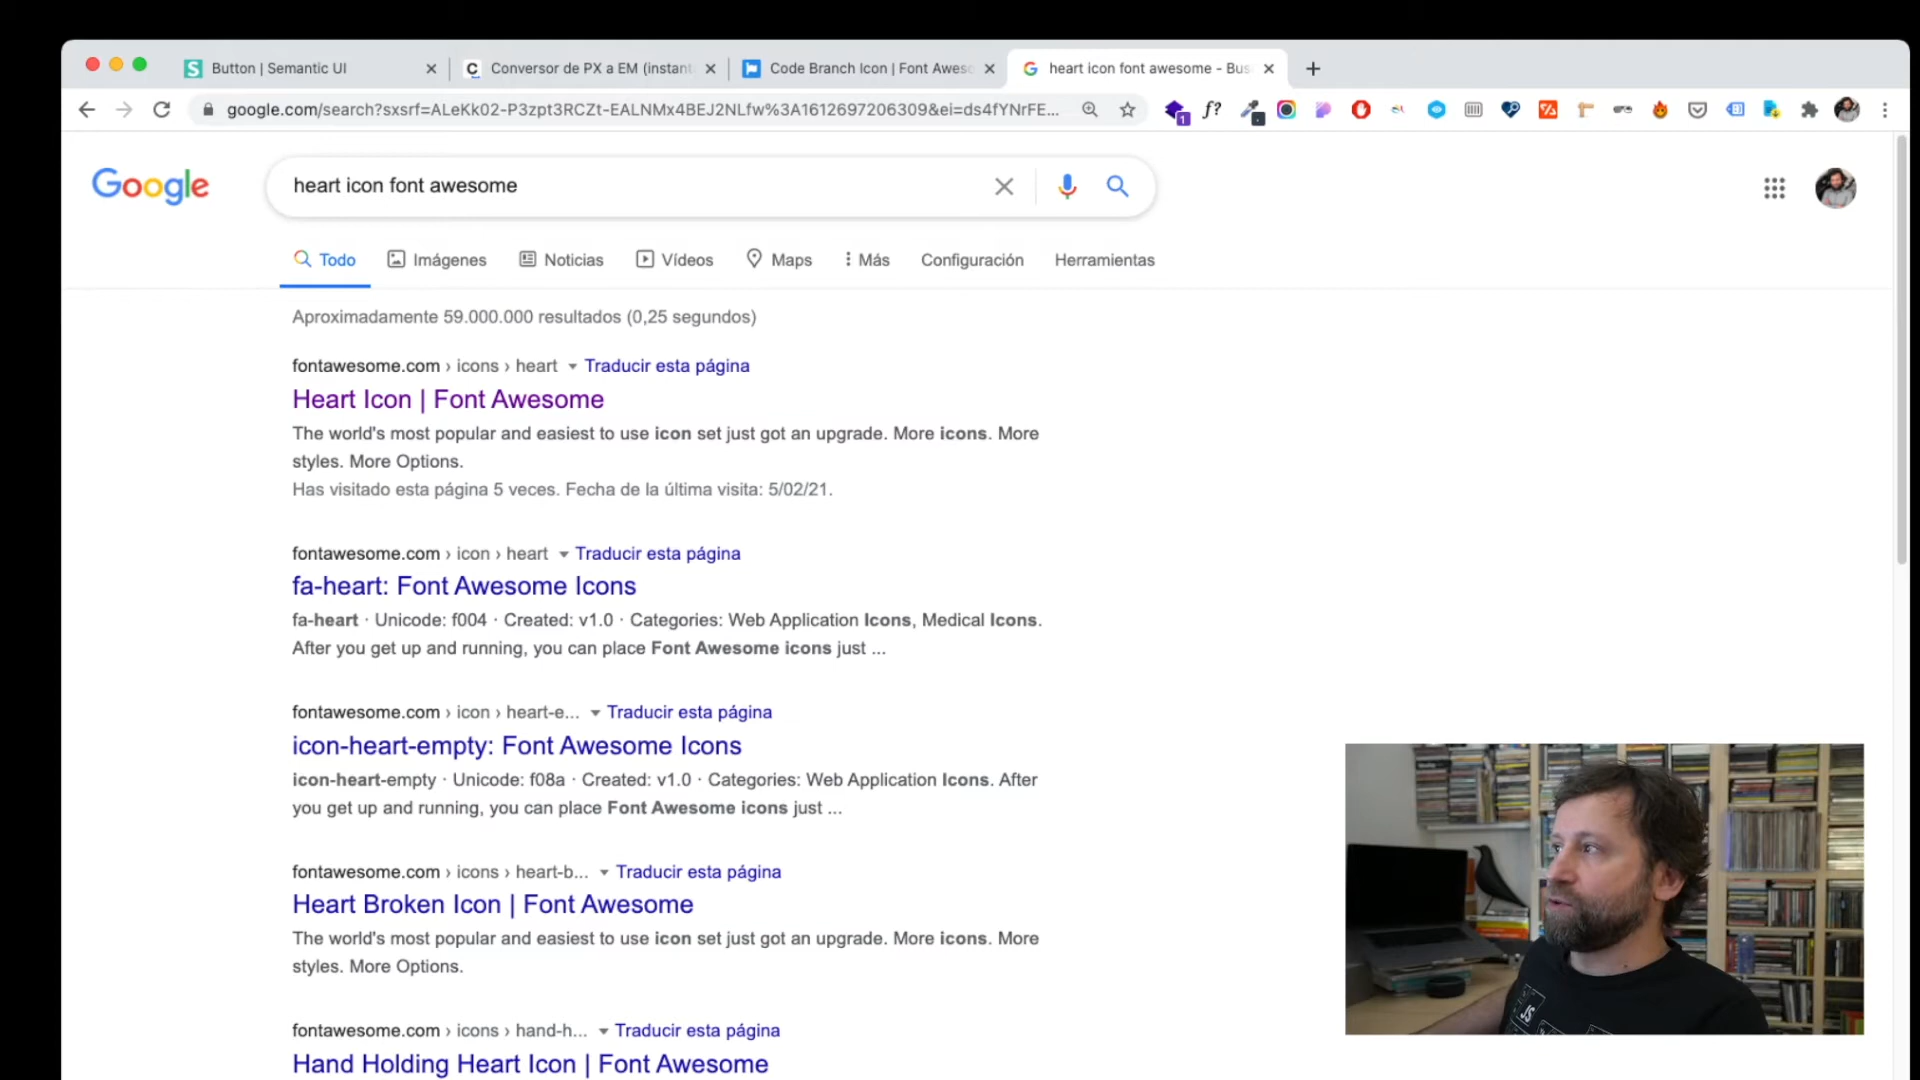 Button | Semantic UI
Conversor de PX a EM (instant
Code Branch Icon | Font Aweso
heart icon font awesome - Bus
google.com/search?sxsrf=ALeKk02-P3zpt3RCZt-EALNMx4BEJ2NLfw%3A1612697206309&ei=ds4fYNrFE...
Google
heart icon font awesome
Todo
Imágenes
Noticias
Vídeos
Maps
Más
Configuración
Herramientas
Aproximadamente 59.000.000 resultados (0,25 segundos)
fontawesome.com › icons › heart Traducir esta página
Heart Icon | Font Awesome
The world's most popular and easiest to use icon set just got an upgrade. More icons. More
styles. More Options.
Has visitado esta página 5 veces. Fecha de la última visita: 5/02/21.
fontawesome.com › icon › heart Traducir esta página
fa-heart: Font Awesome Icons
fa-heart · Unicode: f004 · Created: v1.0 · Categories: Web Application Icons, Medical Icons.
After you get up and running, you can place Font Awesome icons just ...
fontawesome.com › icon › heart-e... Traducir esta página
icon-heart-empty: Font Awesome Icons
icon-heart-empty · Unicode: f08a · Created: v1.0 · Categories: Web Application Icons. After
you get up and running, you can place Font Awesome icons just ...
fontawesome.com › icons › heart-b... Traducir esta página
Heart Broken Icon | Font Awesome
The world's most popular and easiest to use icon set just got an upgrade. More icons. More
styles. More Options.
fontawesome.com › icons › hand-h... Traducir esta página
Hand Holding Heart Icon | Font Awesome
JS